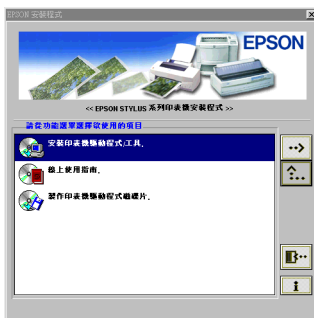 EPSON 安裝程式
EPSON
<< EPSON STYLUS 系列印表機安裝程式 >>
請從功能選單選擇欲使用的項目
安裝印表機驅動程式/工具.
線上使用指南.
製作印表機驅動程式磁碟片.